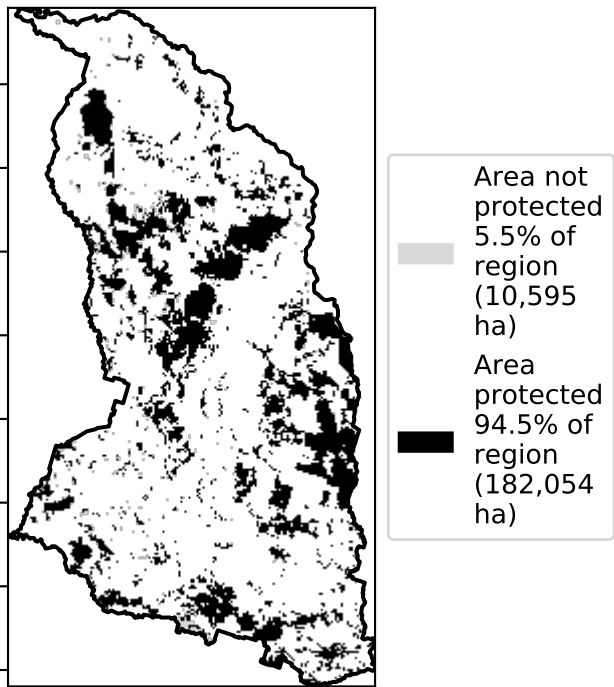 Area not
protected
5.5% of
region
(10,595
ha)
Area
protected
94.5% of
region
(182,054
ha)